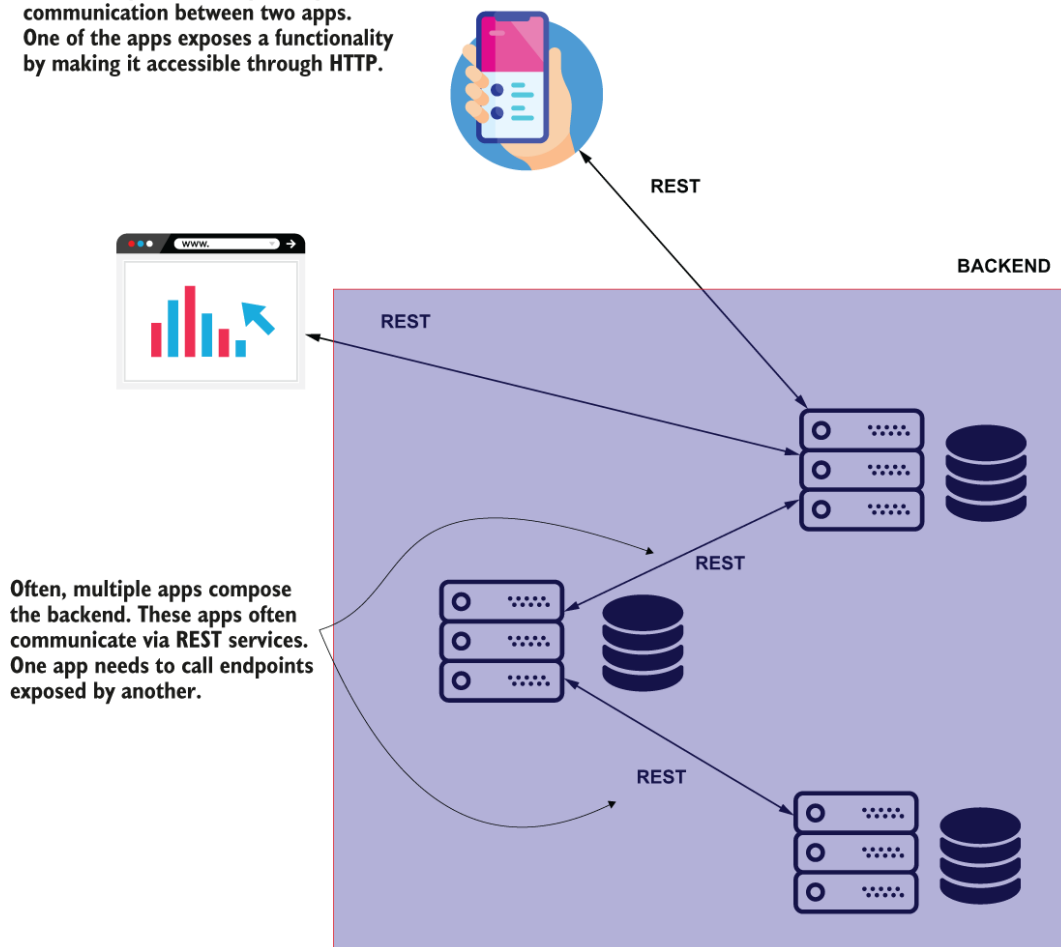 communication between two apps.
One of the apps exposes a functionality
by making it accessible through HTTP.
REST
BACKEND
www.
REST
REST
Often, multiple apps compose
the backend. These apps often
communicate via REST services.
One app needs to call endpoints
exposed by another.
REST